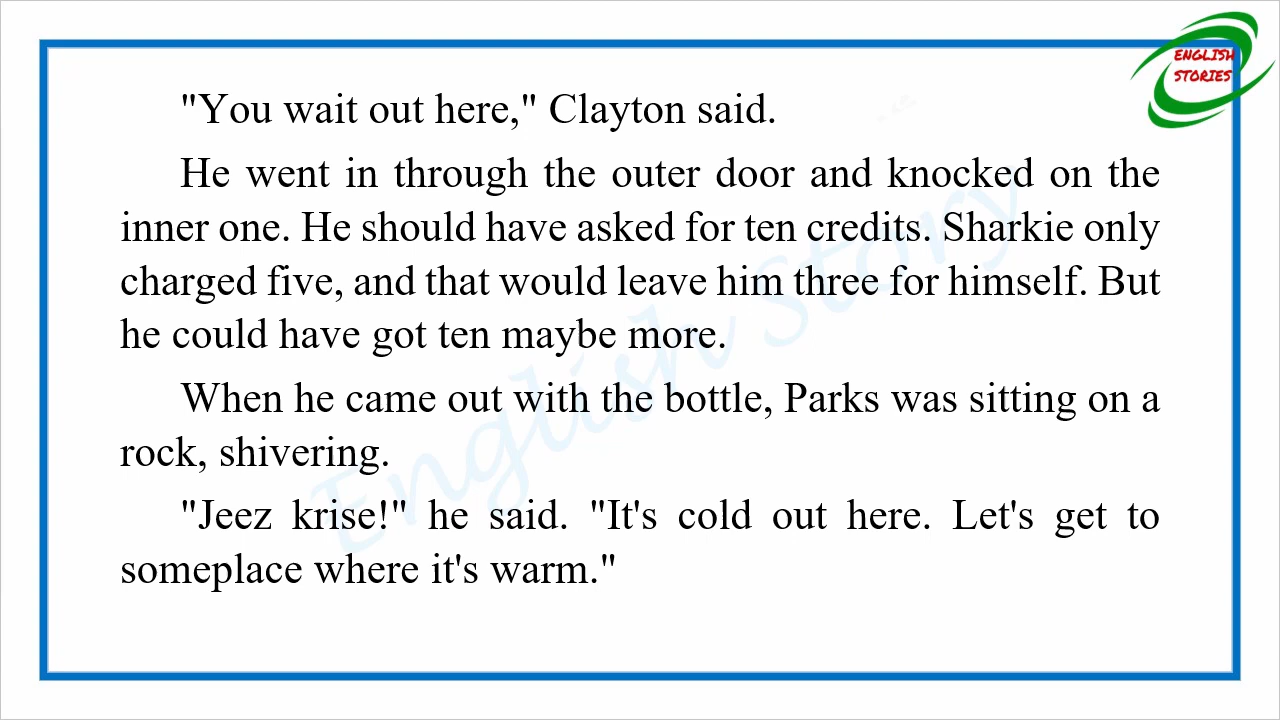 ENGLISH
STORIES
"You wait out here," Clayton said.
He went in through the outer door and knocked on the
inner one. He should have asked for ten credits. Sharkie only
charged five, and that would leave him three for himself. But
he could have got ten maybe more.
When he came out with the bottle, Parks was sitting on a
rock, shivering.
"Jeez krise!" he said. "It's cold out here. Let's get to
someplace where it's warm."
English Story